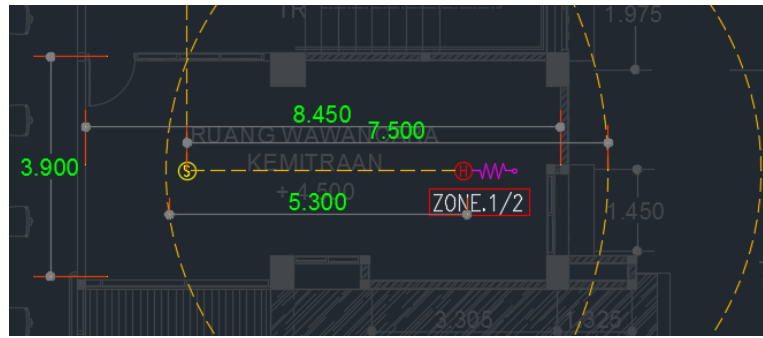 TR
1.975
8.450
7.500
RUANG WAWANCARA
KEMITRAAN
3.900
S
H
+ 4.500
5.300
ZONE.1/2
1.450
3.305
1.325